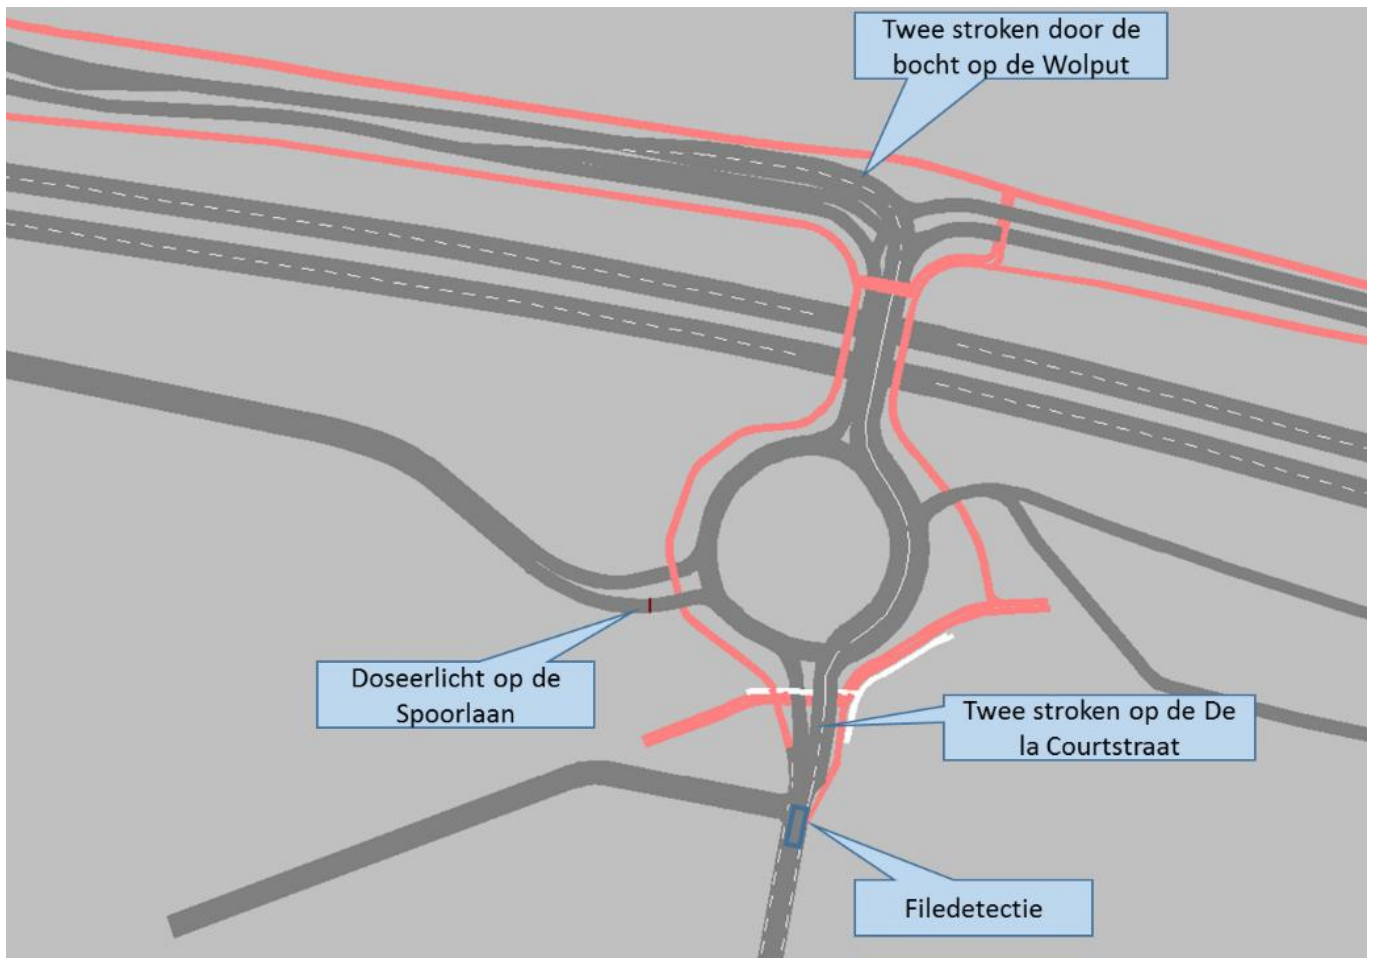 Twee stroken door de
bocht op de Wolput
Doseerlicht op de
Spoorlaan
Twee stroken op de De
la Courtstraat
Filedetectie